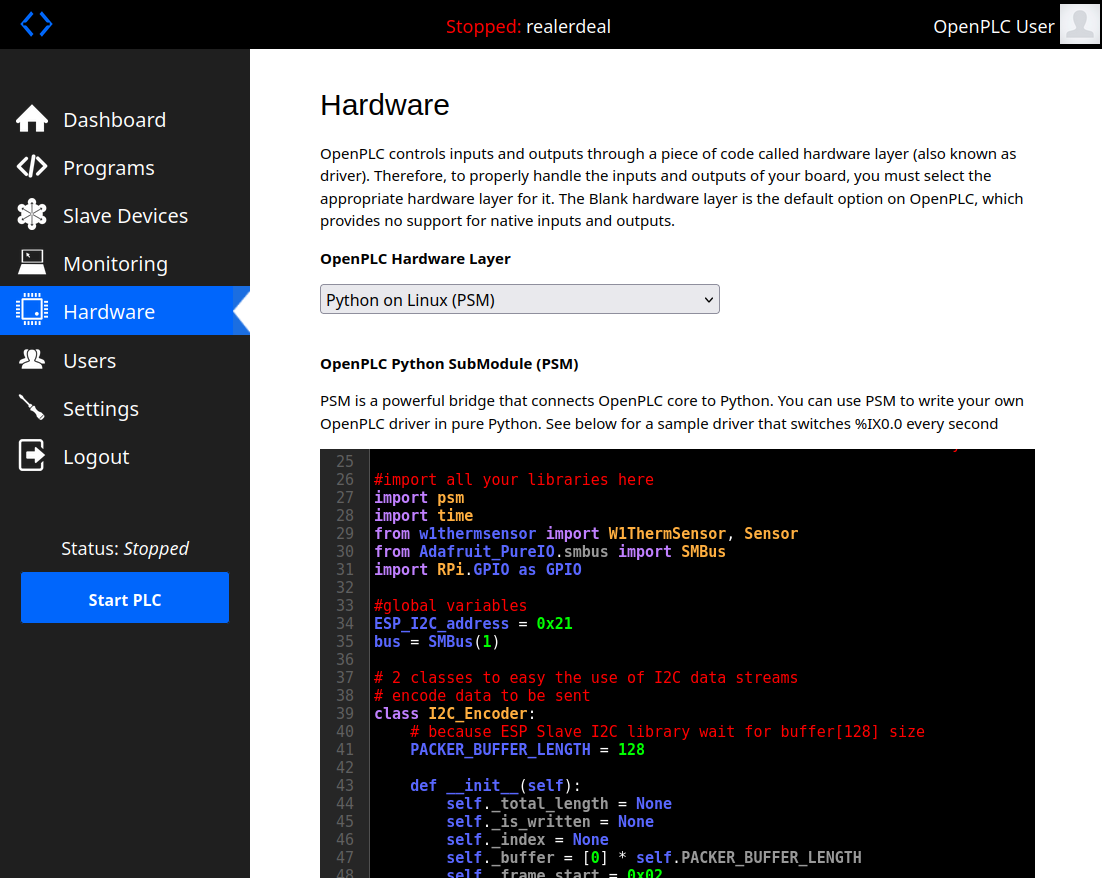 Stopped: realerdeal
OpenPLC User
Dashboard
Programs
Slave Devices
Monitoring
Hardware
Users
Settings
Logout
Status: Stopped
Start PLC
Hardware
OpenPLC controls inputs and outputs through a piece of code called hardware layer (also known as
driver). Therefore, to properly handle the inputs and outputs of your board, you must select the
appropriate hardware layer for it. The Blank hardware layer is the default option on OpenPLC, which
provides no support for native inputs and outputs.
OpenPLC Hardware Layer
Python on Linux (PSM)
OpenPLC Python SubModule (PSM)
PSM is a powerful bridge that connects OpenPLC core to Python. You can use PSM to write your own
OpenPLC driver in pure Python. See below for a sample driver that switches %IX0.0 every second
25
26 #import all your libraries here
27 import psm
28 import time
29 from w1thermsensor import W1ThermSensor, Sensor
30 from Adafruit_PureIO.smbus import SMBus
31 import RPi.GPIO as GPIO
32
33 #global variables
34 ESP_I2C_address = 0x21
35 bus = SMBus(1)
36
37 # 2 classes to easy the use of I2C data streams
38 # encode data to be sent
39 class I2C_Encoder:
40     # because ESP Slave I2C library wait for buffer[128] size
41     PACKER_BUFFER_LENGTH = 128
42
43     def __init__(self):
44         self._total_length = None
45         self._is_written = None
46         self._index = None
47         self._buffer = [0] * self.PACKER_BUFFER_LENGTH
48         self._frame_start = 0x02